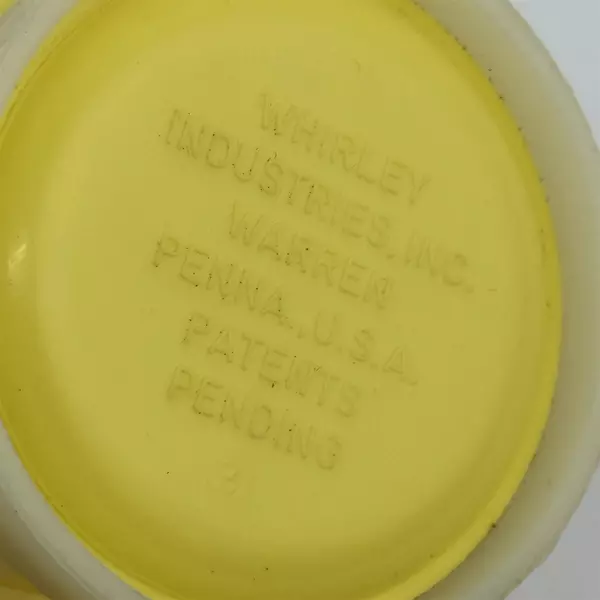 WHIRLEY
INDUSTRIES, INC.
WARREN
PENNA., U.S.A.
PATENTS
PENDING